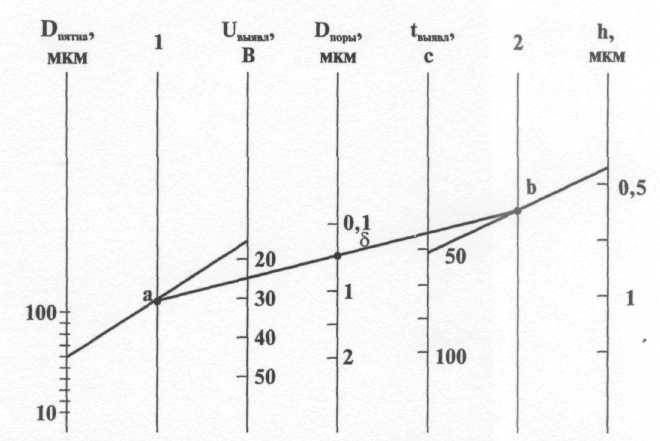 Dпятна, 1 Uвыявл, Dпоры, tвыявл, 2 h,
мкм В мкм с мкм
b 0,5
0,1
δ
20 50
a 30 1 1
100
40
2 100
50
10